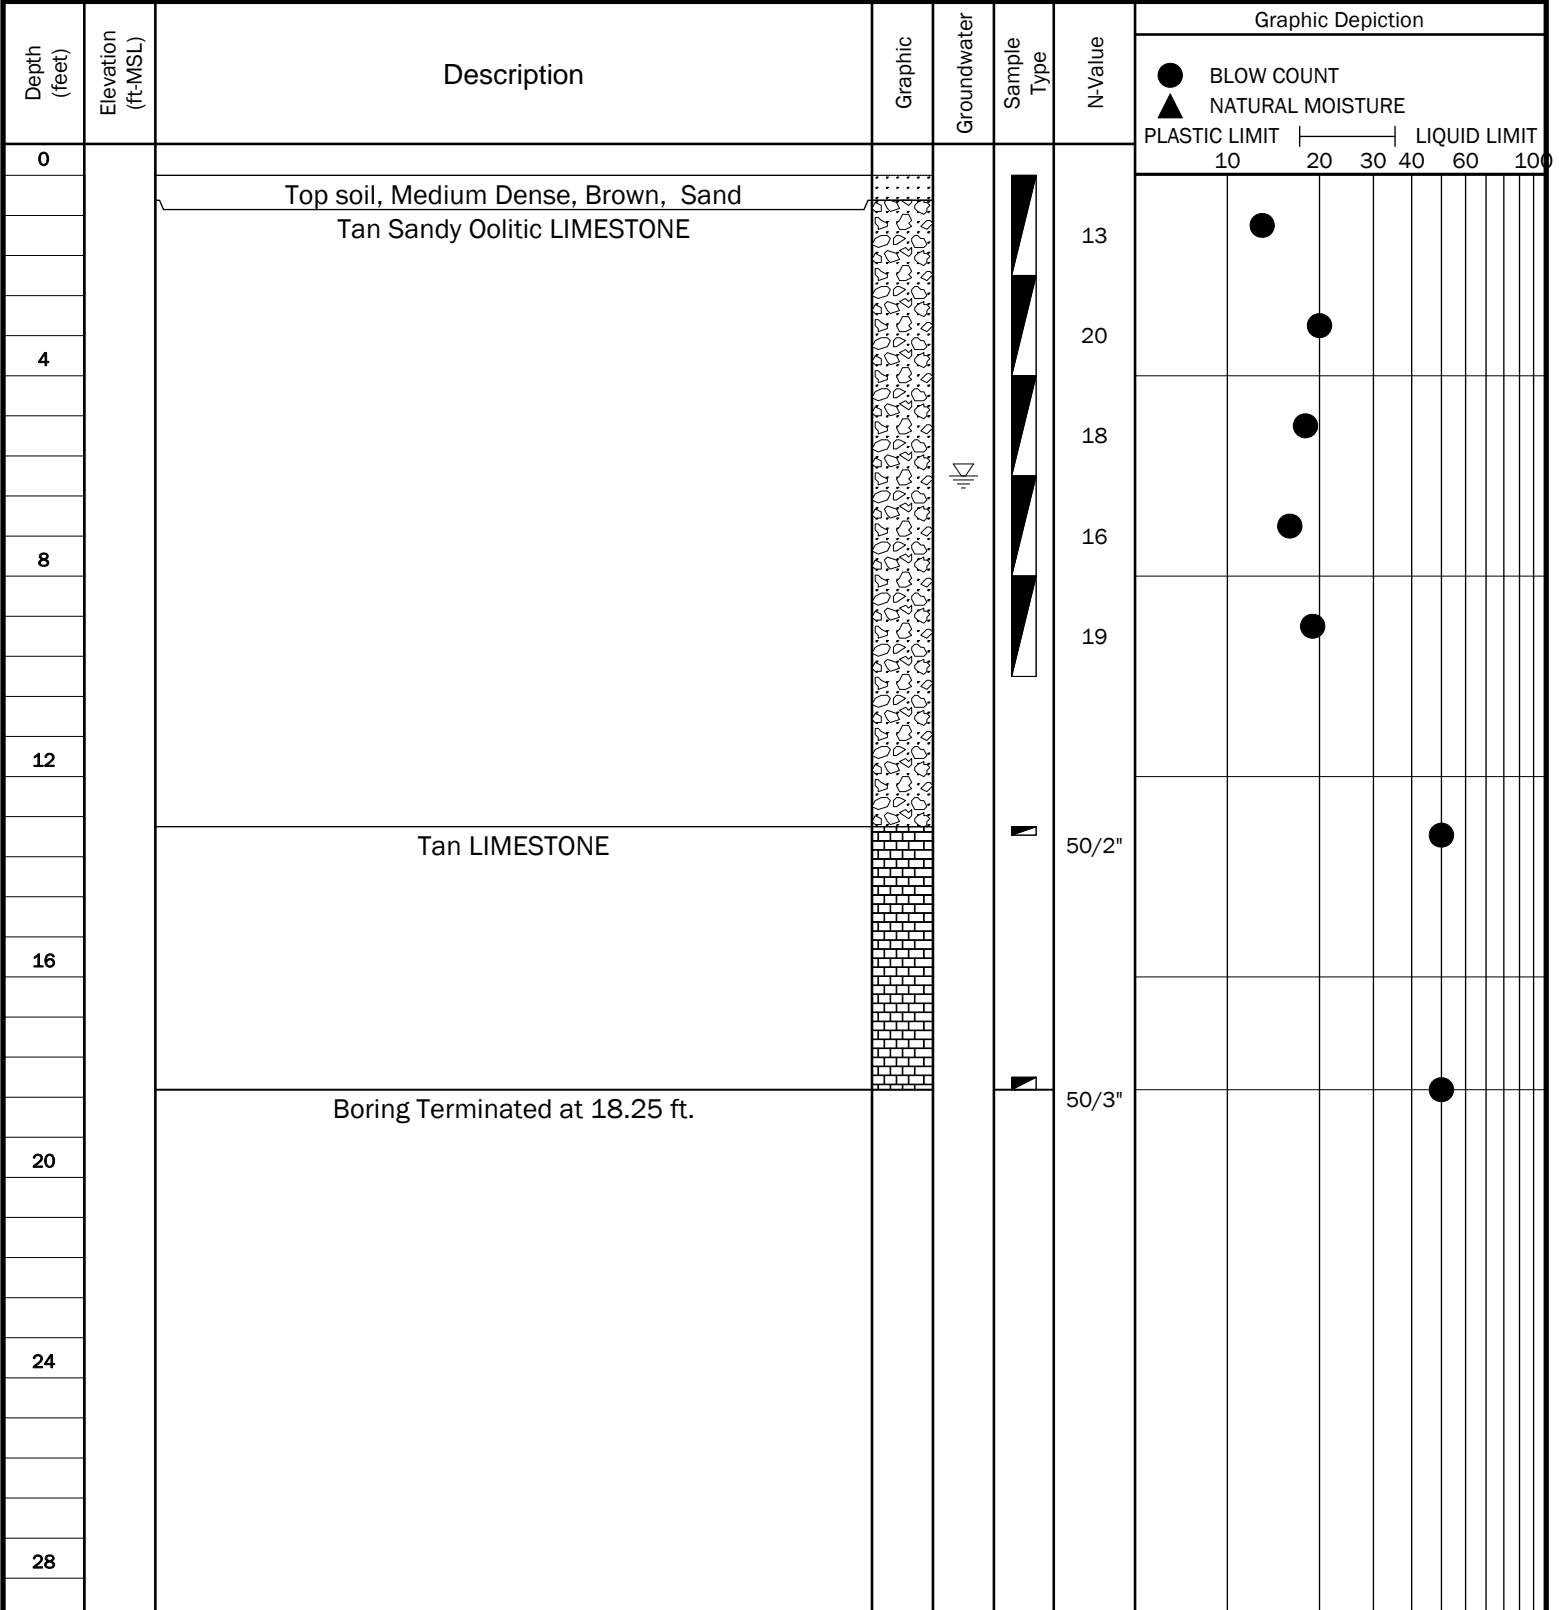 Depth
(feet)
Elevation
(ft-MSL)
Description
Graphic
Groundwater
Sample
Type
N-Value
Graphic Depiction
BLOW COUNT
NATURAL MOISTURE
PLASTIC LIMIT LIQUID LIMIT
10 20 30 40 60 100
0
Top soil, Medium Dense, Brown, Sand
Tan Sandy Oolitic LIMESTONE
13
20
4
18
16
8
19
12
Tan LIMESTONE
50/2"
16
50/3"
Boring Terminated at 18.25 ft.
20
24
28